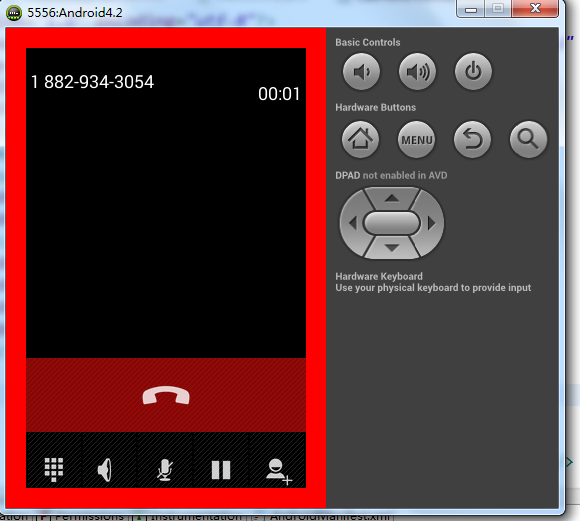 5556:Android4.2
1 882-934-3054
00:01
Basic Controls
Hardware Buttons
MENU
DPAD not enabled in AVD
Hardware Keyboard
Use your physical keyboard to provide input
Permissions
Instrumentation
AndroidManifest.xml